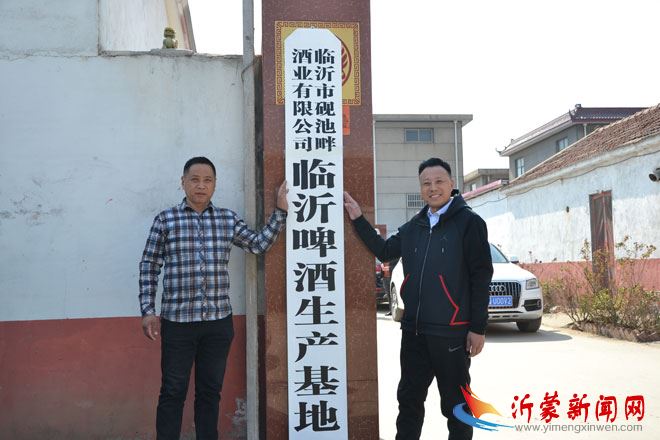 临沂市砚池畔
酒业有限公司
临沂啤酒生产基地
沂蒙新闻网
www.yimengxinwen.com